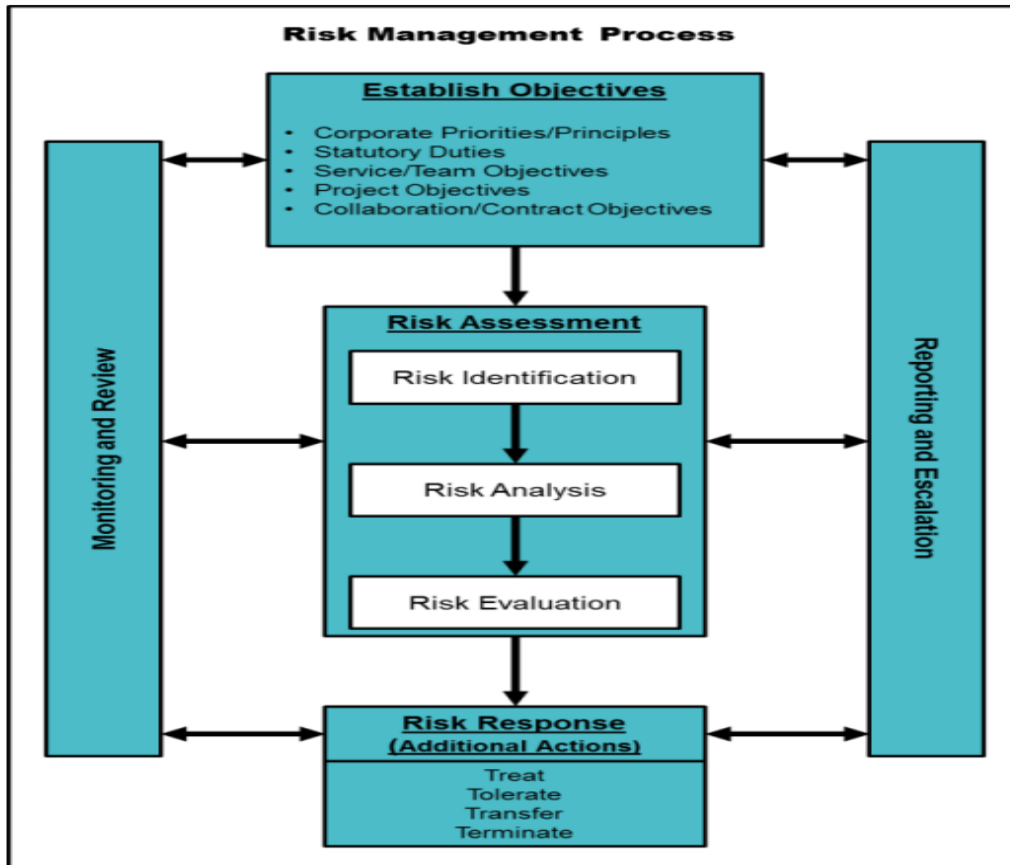 Risk Management Process
Establish Objectives
• Corporate Priorities/Principles
• Statutory Duties
• Service/Team Objectives
• Project Objectives
• Collaboration/Contract Objectives
Monitoring and Review
Risk Assessment
Risk Identification
Risk Analysis
Risk Evaluation
Reporting and Escalation
Risk Response
(Additional Actions)
Treat
Tolerate
Transfer
Terminate